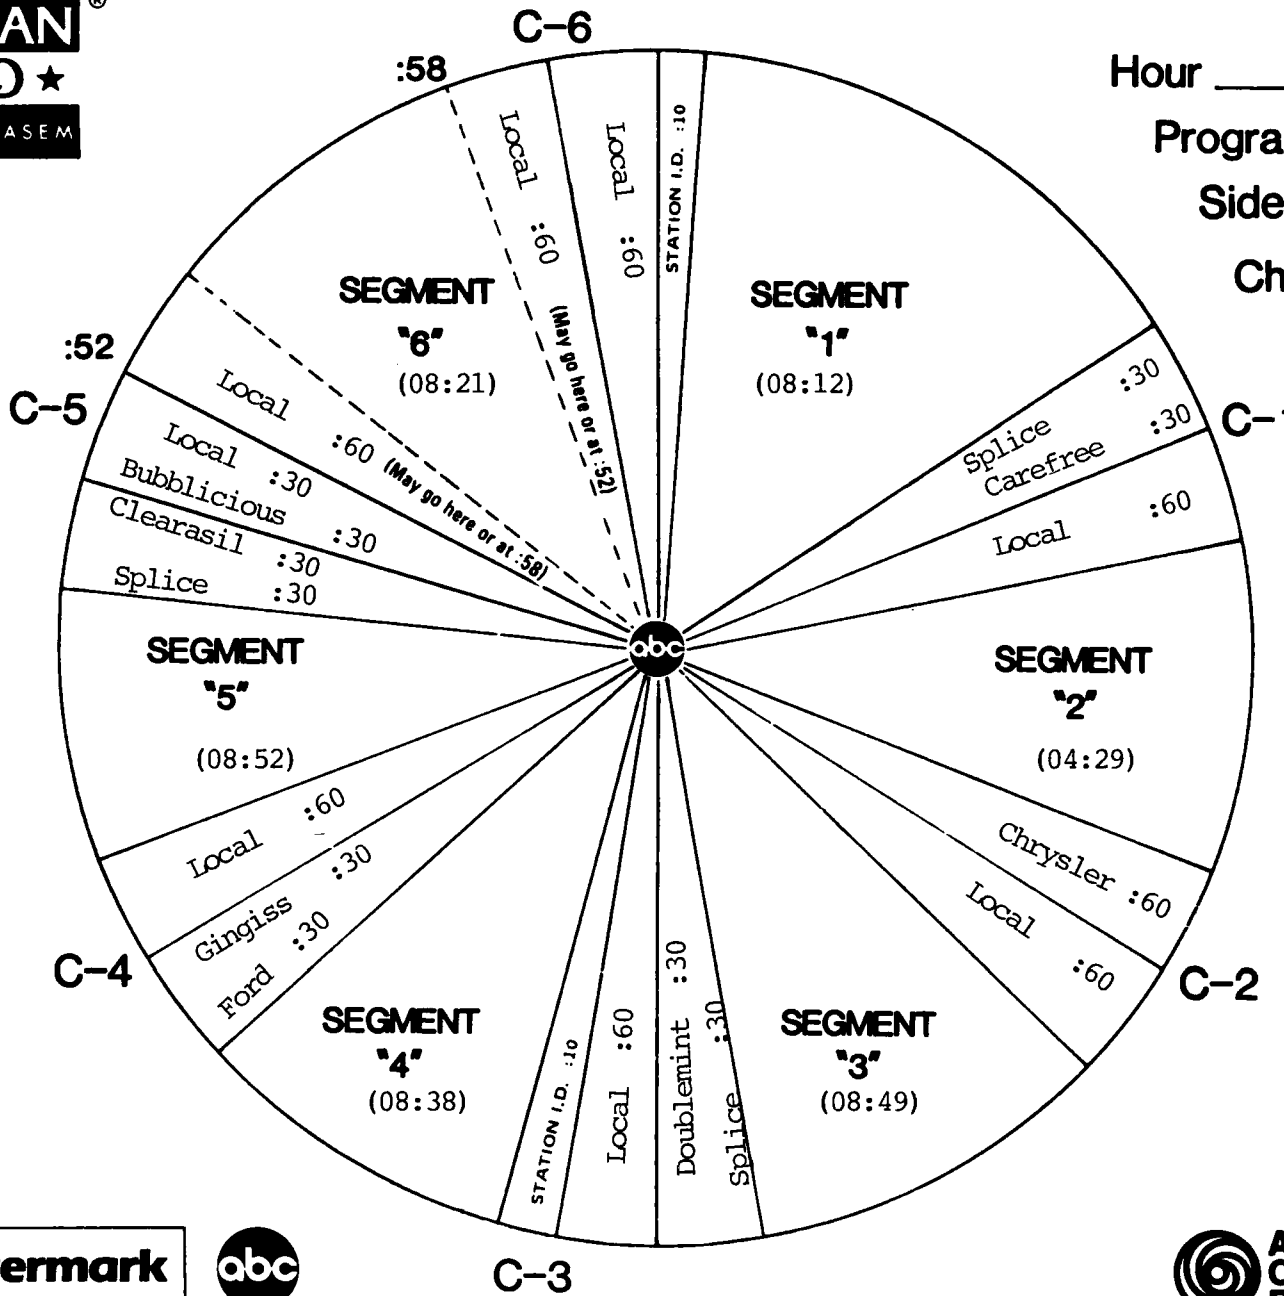 AN
®
ASEM
C-6
:58
Hour
Progra
Side
Ch
Local :60
Local :60
STATION I.D. :10
SEGMENT
"1"
(08:12)
Splice :30
Carefree :30
C-
Local :60
SEGMENT
"2"
(04:29)
Chrysler :60
Local :60
C-2
SEGMENT
"3"
(08:49)
Splice :30
Doublemint :30
Local :60
STATION I.D. :10
C-3
SEGMENT
"4"
(08:38)
Ford :30
Gingiss :30
C-4
Local :60
SEGMENT
"5"
(08:52)
Splice :30
Clearasil :30
Bubblicious :30
Local :30
C-5
:52
Local :60 (May go here or at :58)
SEGMENT
"6"
(08:21)
(May go here or at :52)
abc
ermark
abc